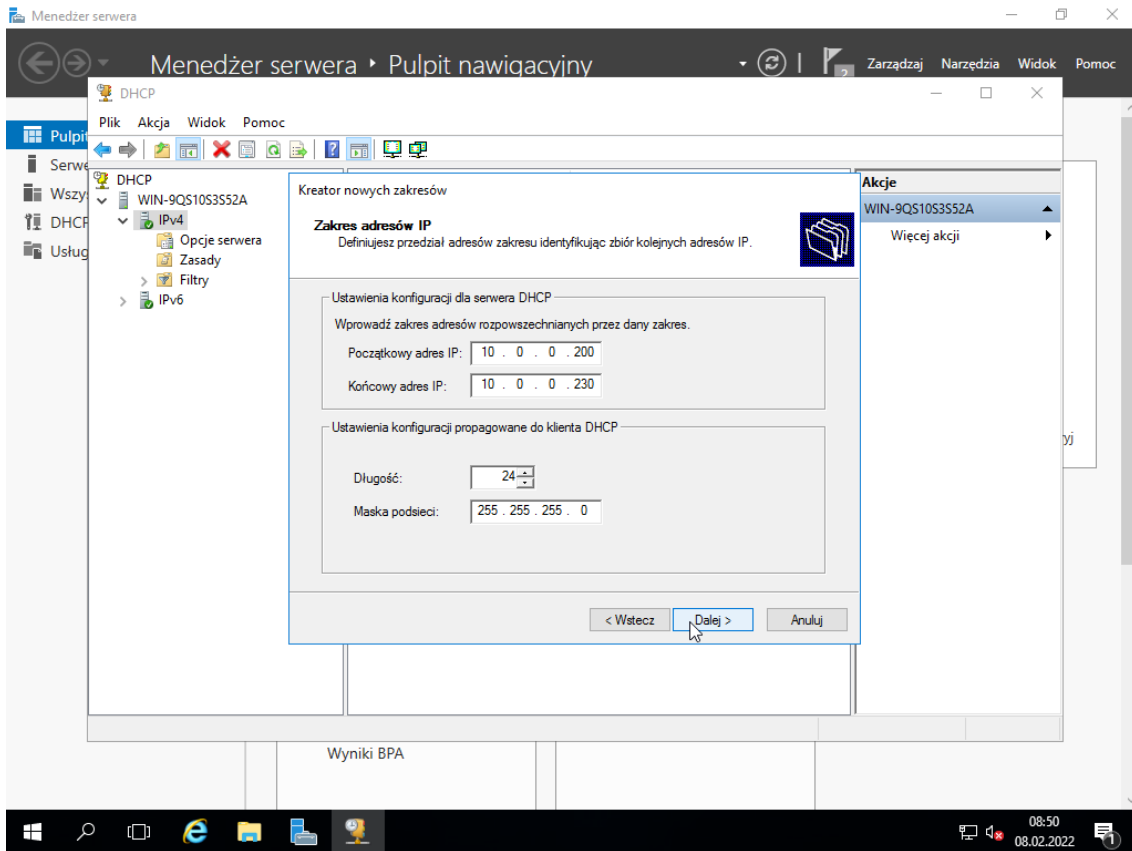 Menedżer serwera
Menedżer serwera • Pulpit nawigacyjny
2
Zarządzaj Narzędzia Widok Pomoc
DHCP
Plik Akcja Widok Pomoc
Pulpit
Serwe
Wszys
DHCP
Usług
DHCP
WIN-9QS10S3S52A
IPv4
Opcje serwera
Zasady
Filtry
IPv6
Kreator nowych zakresów
Zakres adresów IP
Definiujesz przedział adresów zakresu identyfikując zbiór kolejnych adresów IP.
Ustawienia konfiguracji dla serwera DHCP
Wprowadź zakres adresów rozpowszechnianych przez dany zakres.
Początkowy adres IP: 10 . 0 . 0 . 200
Końcowy adres IP: 10 . 0 . 0 . 230
Ustawienia konfiguracji propagowane do klienta DHCP
Długość: 24
Maska podsieci: 255 . 255 . 255 . 0
< Wstecz Dalej > Anuluj
Akcje
WIN-9QS10S3S52A
Więcej akcji
yj
Wyniki BPA
08:50
08.02.2022
1